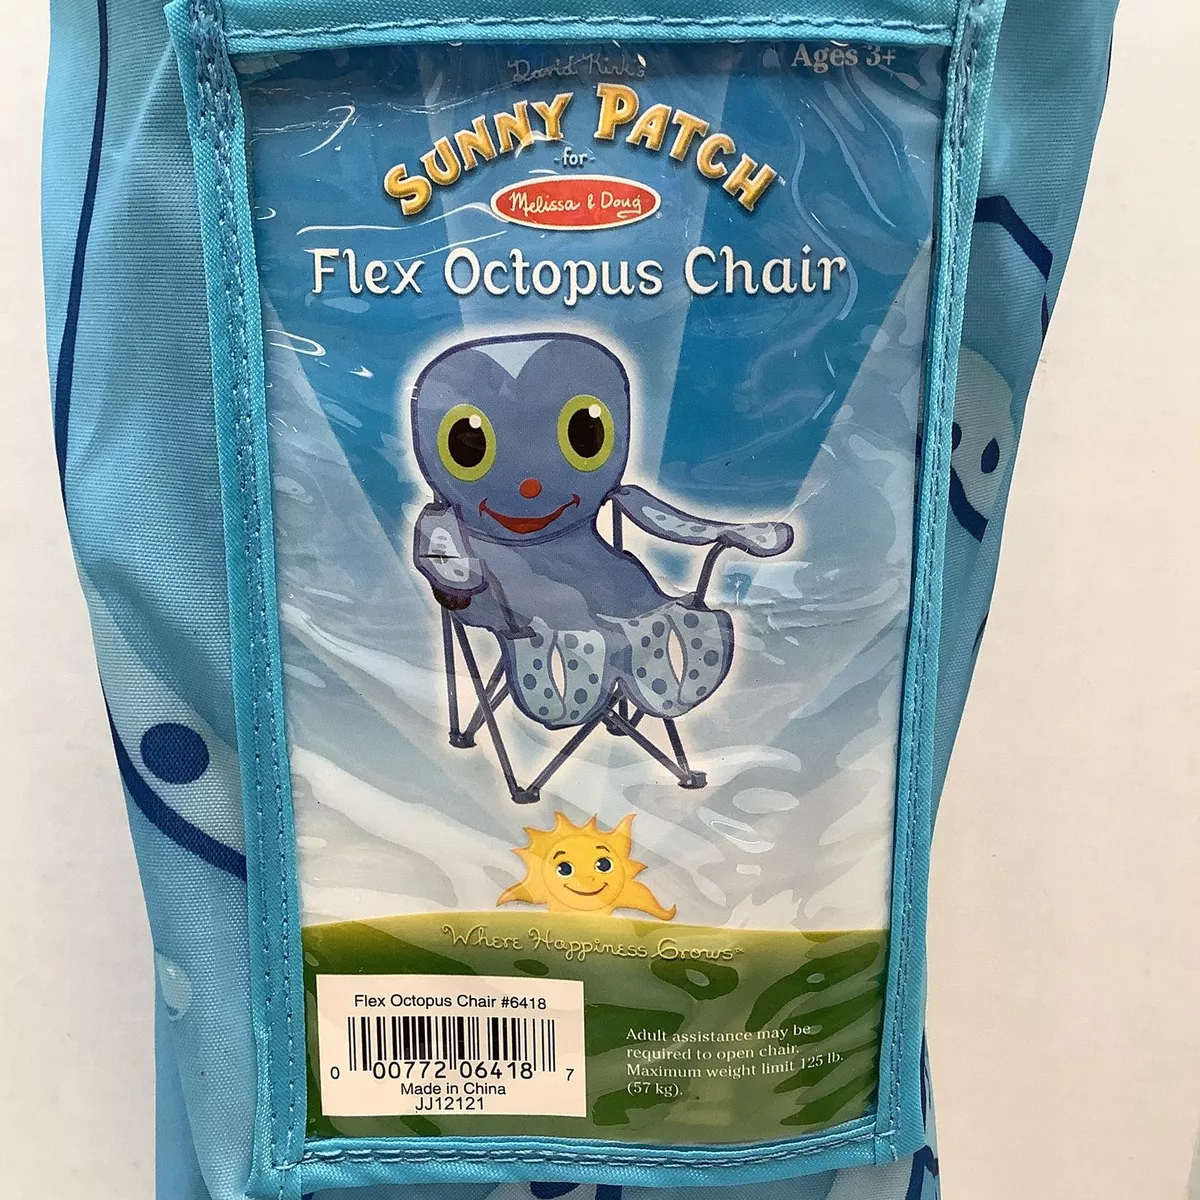 Ages 3+
David Kirk's
SUNNY PATCH™
-for-
Melissa & Doug®
Flex Octopus Chair
Where Happiness Grows™
Flex Octopus Chair #6418
0 00772 06418 7
Made in China
JJ12121
Adult assistance may be
required to open chair.
Maximum weight limit 125 lb.
(57 kg).